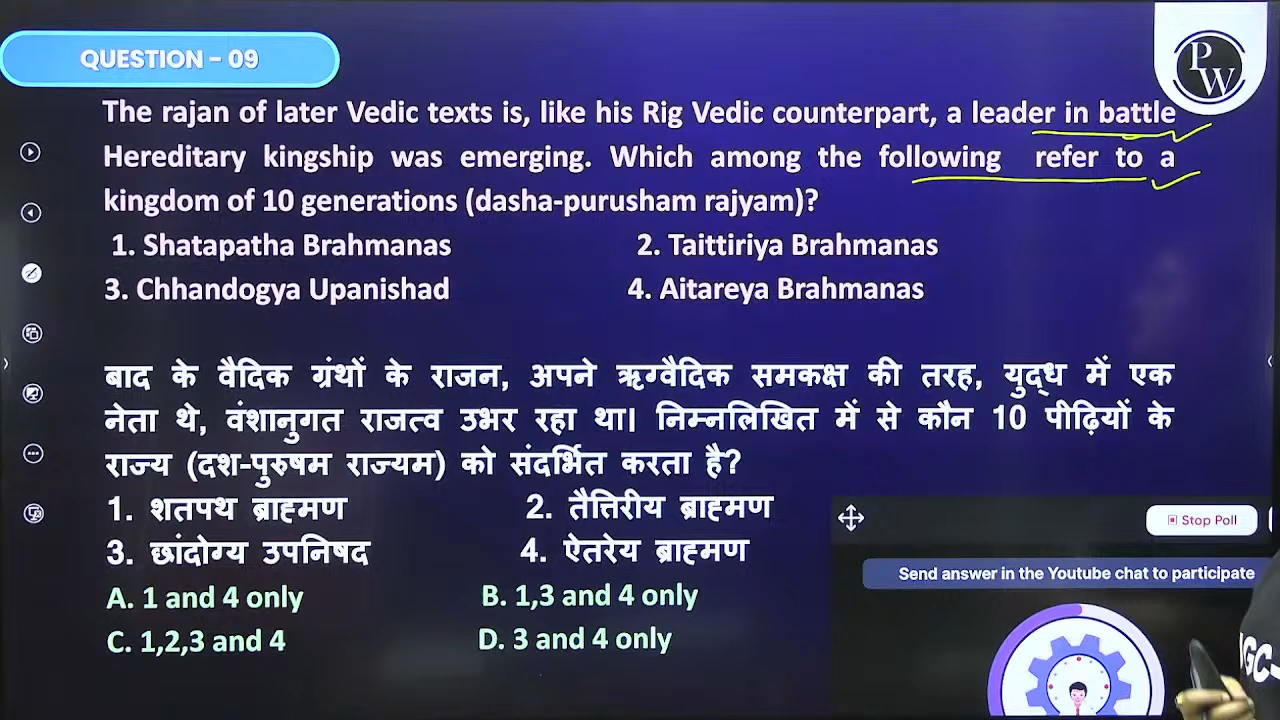 QUESTION - 09
PW
The rajan of later Vedic texts is, like his Rig Vedic counterpart, a leader in battle
Hereditary kingship was emerging. Which among the following refer to a
kingdom of 10 generations (dasha-purusham rajyam)?
1. Shatapatha Brahmanas 2. Taittiriya Brahmanas
3. Chhandogya Upanishad 4. Aitareya Brahmanas
बाद के वैदिक ग्रंथों के राजन, अपने ऋग्वैदिक समकक्ष की तरह, युद्ध में एक
नेता थे, वंशानुगत राजत्व उभर रहा था। निम्नलिखित में से कौन 10 पीढ़ियों के
राज्य (दश-पुरुषम राज्यम) को संदर्भित करता है?
1. शतपथ ब्राह्मण 2. तैत्तिरीय ब्राह्मण
3. छांदोग्य उपनिषद 4. ऐतरेय ब्राह्मण
A. 1 and 4 only B. 1,3 and 4 only
C. 1,2,3 and 4 D. 3 and 4 only
Stop Poll
Send answer in the Youtube chat to participate